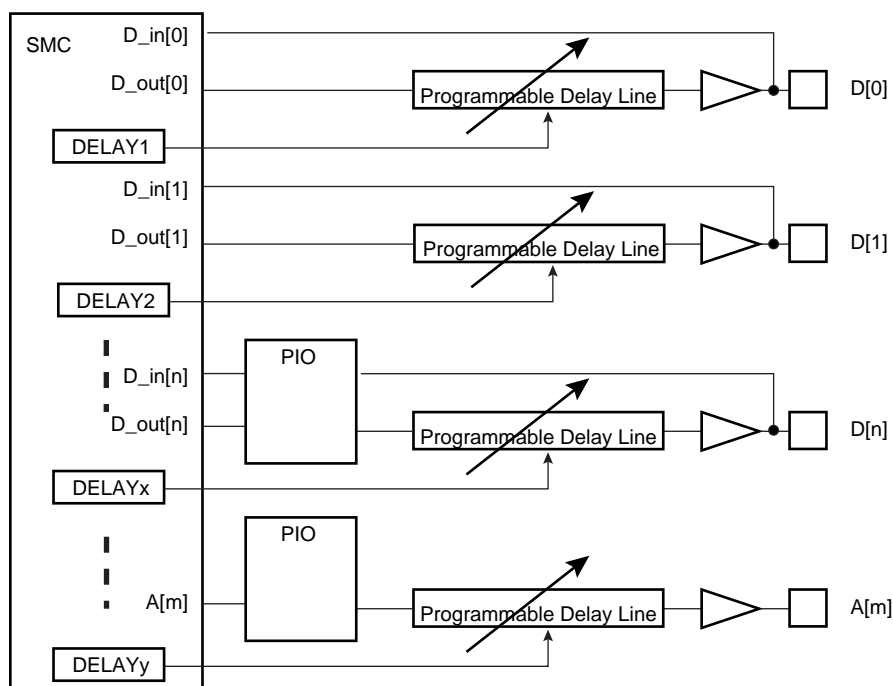 SMC
D_in[0]
D_out[0]
Programmable Delay Line
D[0]
DELAY1
D_in[1]
D_out[1]
Programmable Delay Line
D[1]
DELAY2
PIO
D_in[n]
D_out[n]
Programmable Delay Line
D[n]
DELAYx
PIO
A[m]
Programmable Delay Line
A[m]
DELAYy